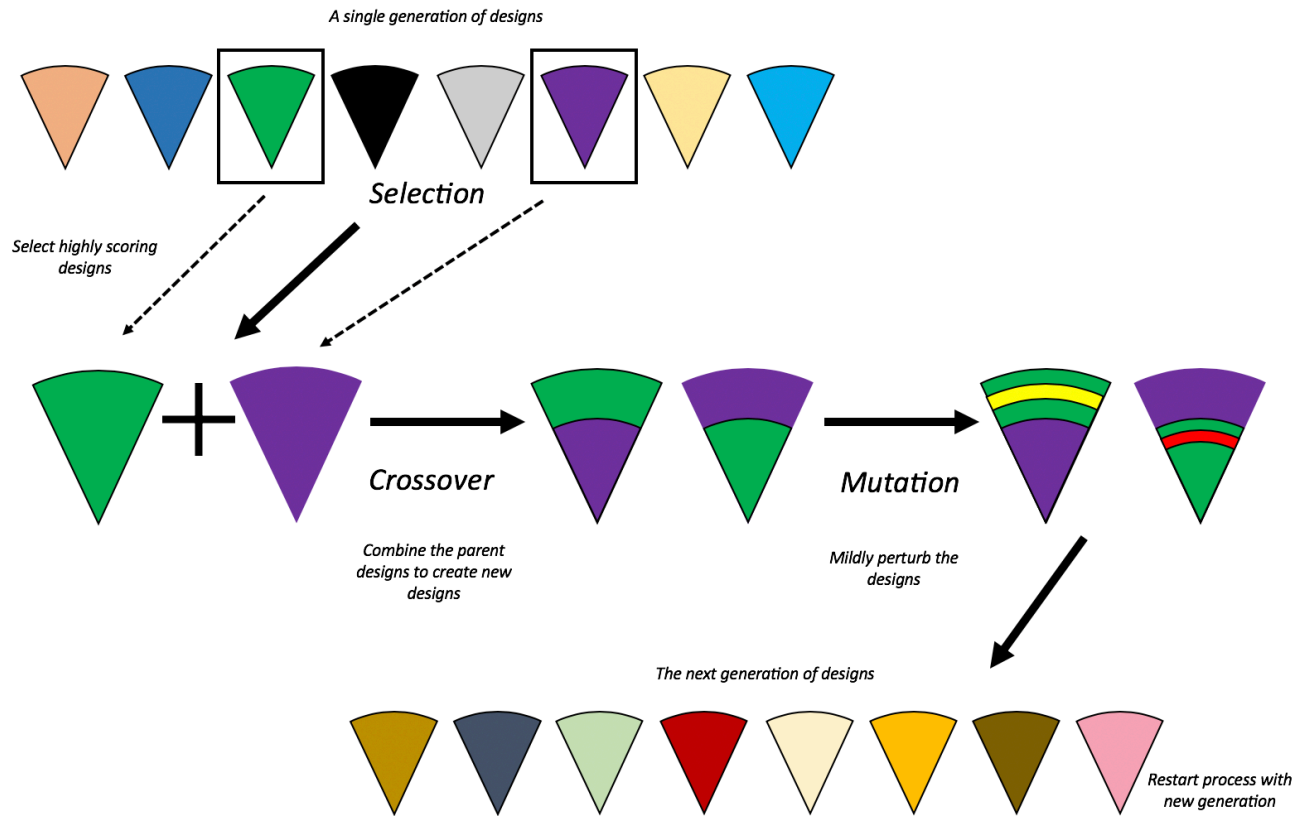 A single generation of designs
Selection
Select highly scoring
designs
Crossover
Combine the parent
designs to create new
designs
Mutation
Mildly perturb the
designs
The next generation of designs
Restart process with
new generation